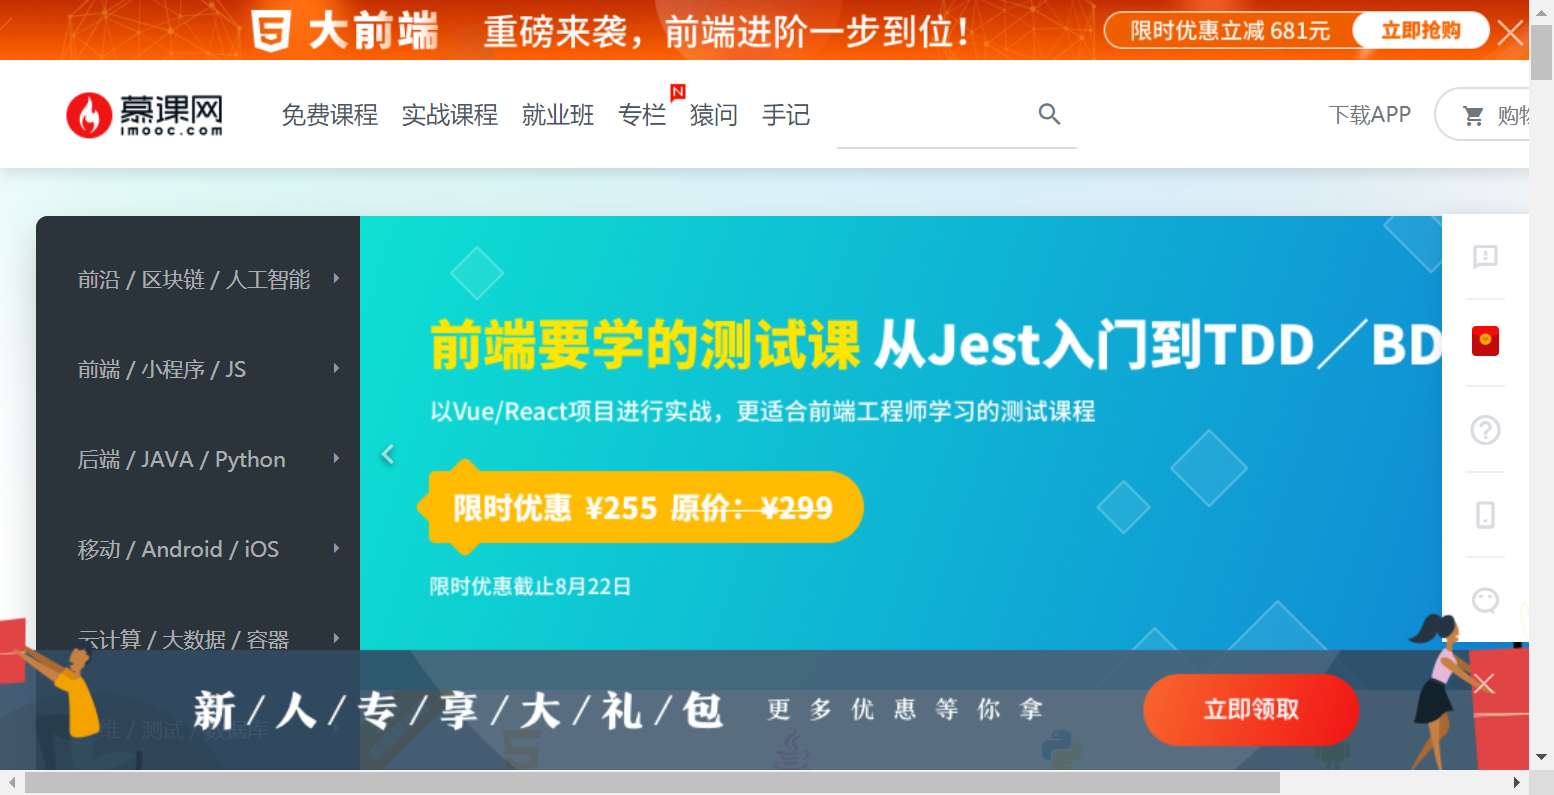 大前端 重磅来袭，前端进阶一步到位！ 限时优惠立减 681元 立即抢购
慕课网
imooc.com
免费课程 实战课程 就业班 专栏 N 猿问 手记
下载APP
前沿 / 区块链 / 人工智能
前端 / 小程序 / JS
后端 / JAVA / Python
移动 / Android / iOS
云计算 / 大数据 / 容器
运维 / 测试 / 数据库
前端要学的测试课 从Jest入门到TDD／BD
以Vue/React项目进行实战，更适合前端工程师学习的测试课程
限时优惠 ¥255 原价：¥299
限时优惠截止8月22日
新/人/专/享/大/礼/包 更多优惠等你拿 立即领取